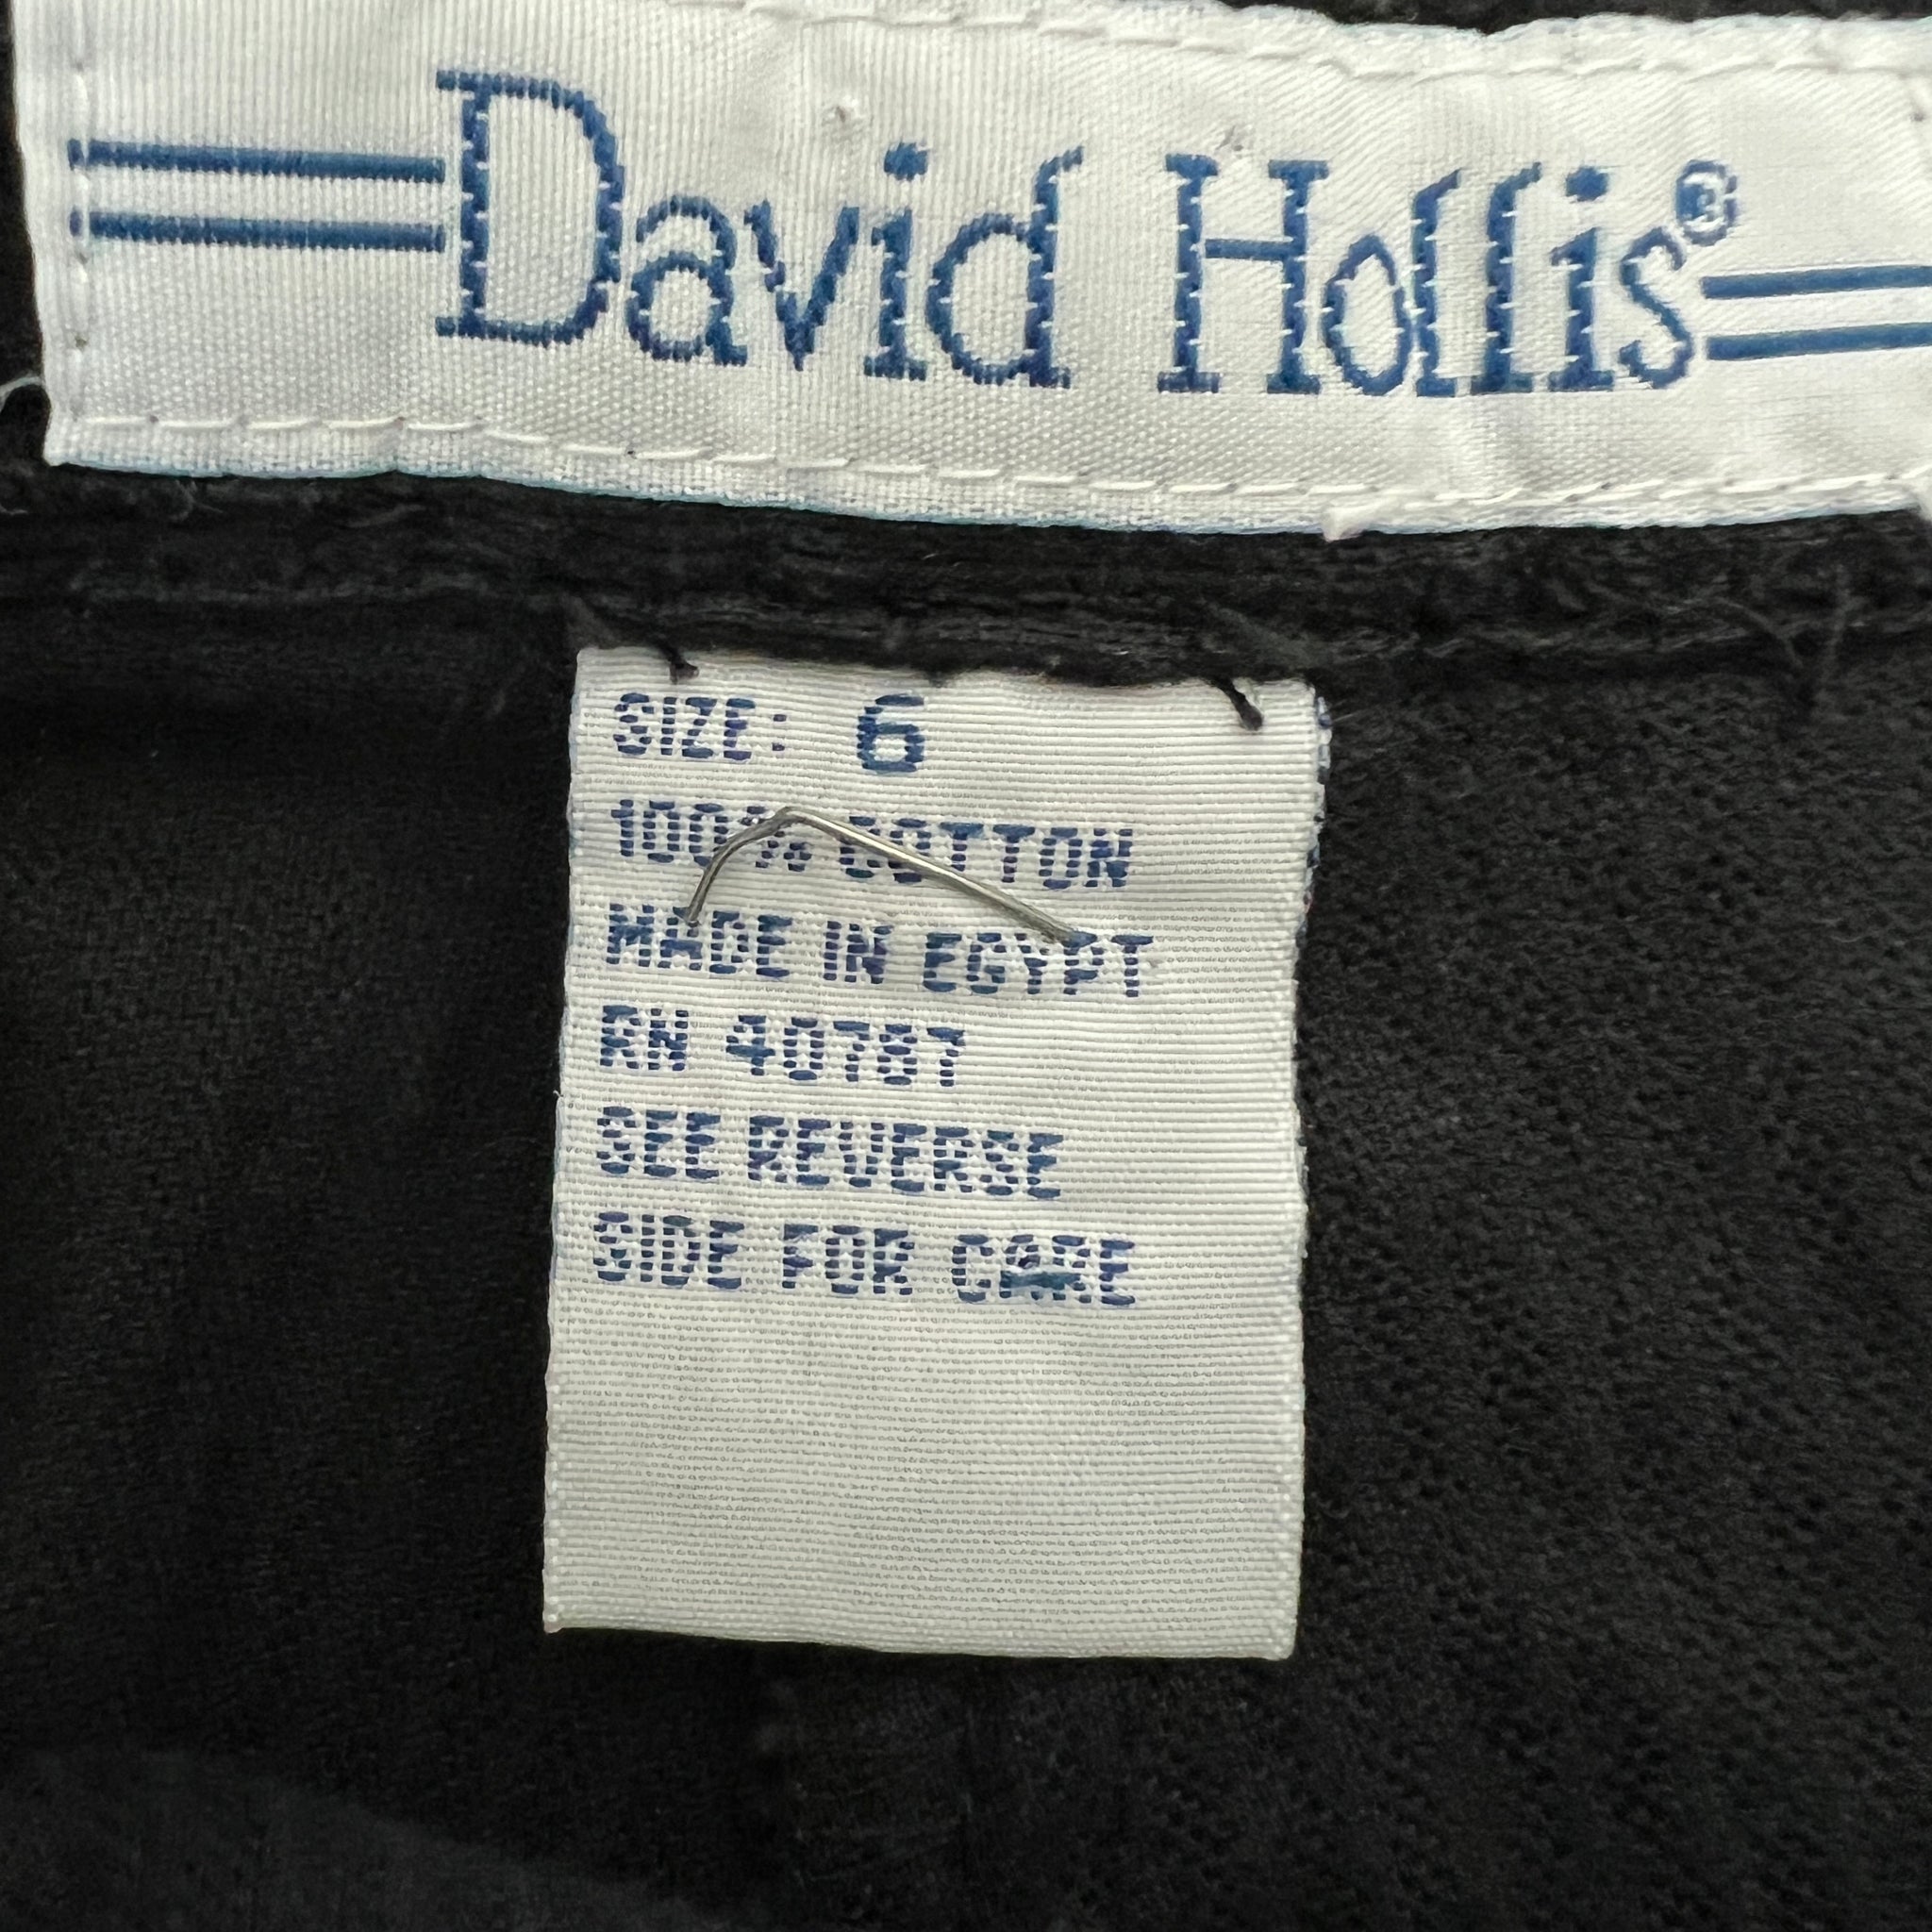 David Hollis®
SIZE: 6
100% COTTON
MADE IN EGYPT
RN 40787
SEE REVERSE
SIDE FOR CARE